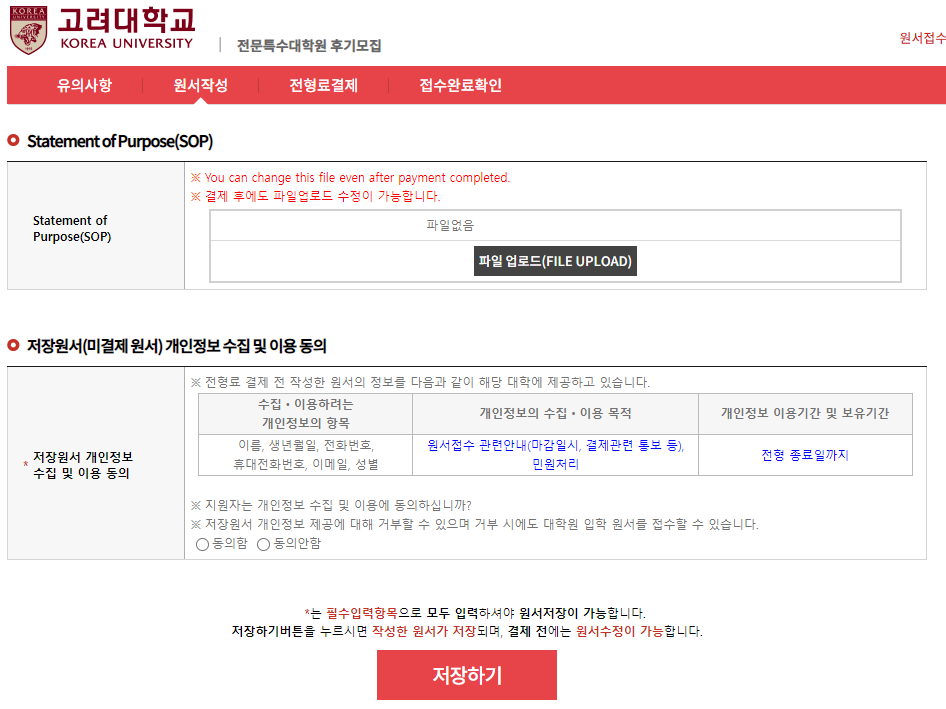 KOREA
UNIVERSITY
고려대학교
KOREA UNIVERSITY
전문특수대학원 후기모집
원서접수
유의사항
원서작성
전형료결제
접수완료확인
Statement of Purpose(SOP)
Statement of
Purpose(SOP)
※ You can change this file even after payment completed.
※ 결제 후에도 파일업로드 수정이 가능합니다.
파일없음
파일 업로드(FILE UPLOAD)
저장원서(미결제 원서) 개인정보 수집 및 이용 동의
* 저장원서 개인정보
수집 및 이용 동의
※ 전형료 결제 전 작성한 원서의 정보를 다음과 같이 해당 대학에 제공하고 있습니다.
수집・이용하려는
개인정보의 항목
개인정보의 수집・이용 목적
개인정보 이용기간 및 보유기간
이름, 생년월일, 전화번호,
휴대전화번호, 이메일, 성별
원서접수 관련안내(마감일시, 결제관련 통보 등),
민원처리
전형 종료일까지
※ 지원자는 개인정보 수집 및 이용에 동의하십니까?
※ 저장원서 개인정보 제공에 대해 거부할 수 있으며 거부 시에도 대학원 입학 원서를 접수할 수 있습니다.
동의함 동의안함
*는 필수입력항목으로 모두 입력하셔야 원서저장이 가능합니다.
저장하기버튼을 누르시면 작성한 원서가 저장되며, 결제 전에는 원서수정이 가능합니다.
저장하기